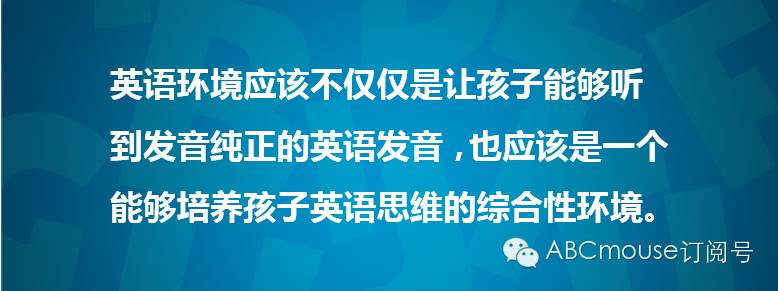 英语环境应该不仅仅是让孩子能够听
到发音纯正的英语发音，也应该是一个
能够培养孩子英语思维的综合性环境。
ABCmouse订阅号